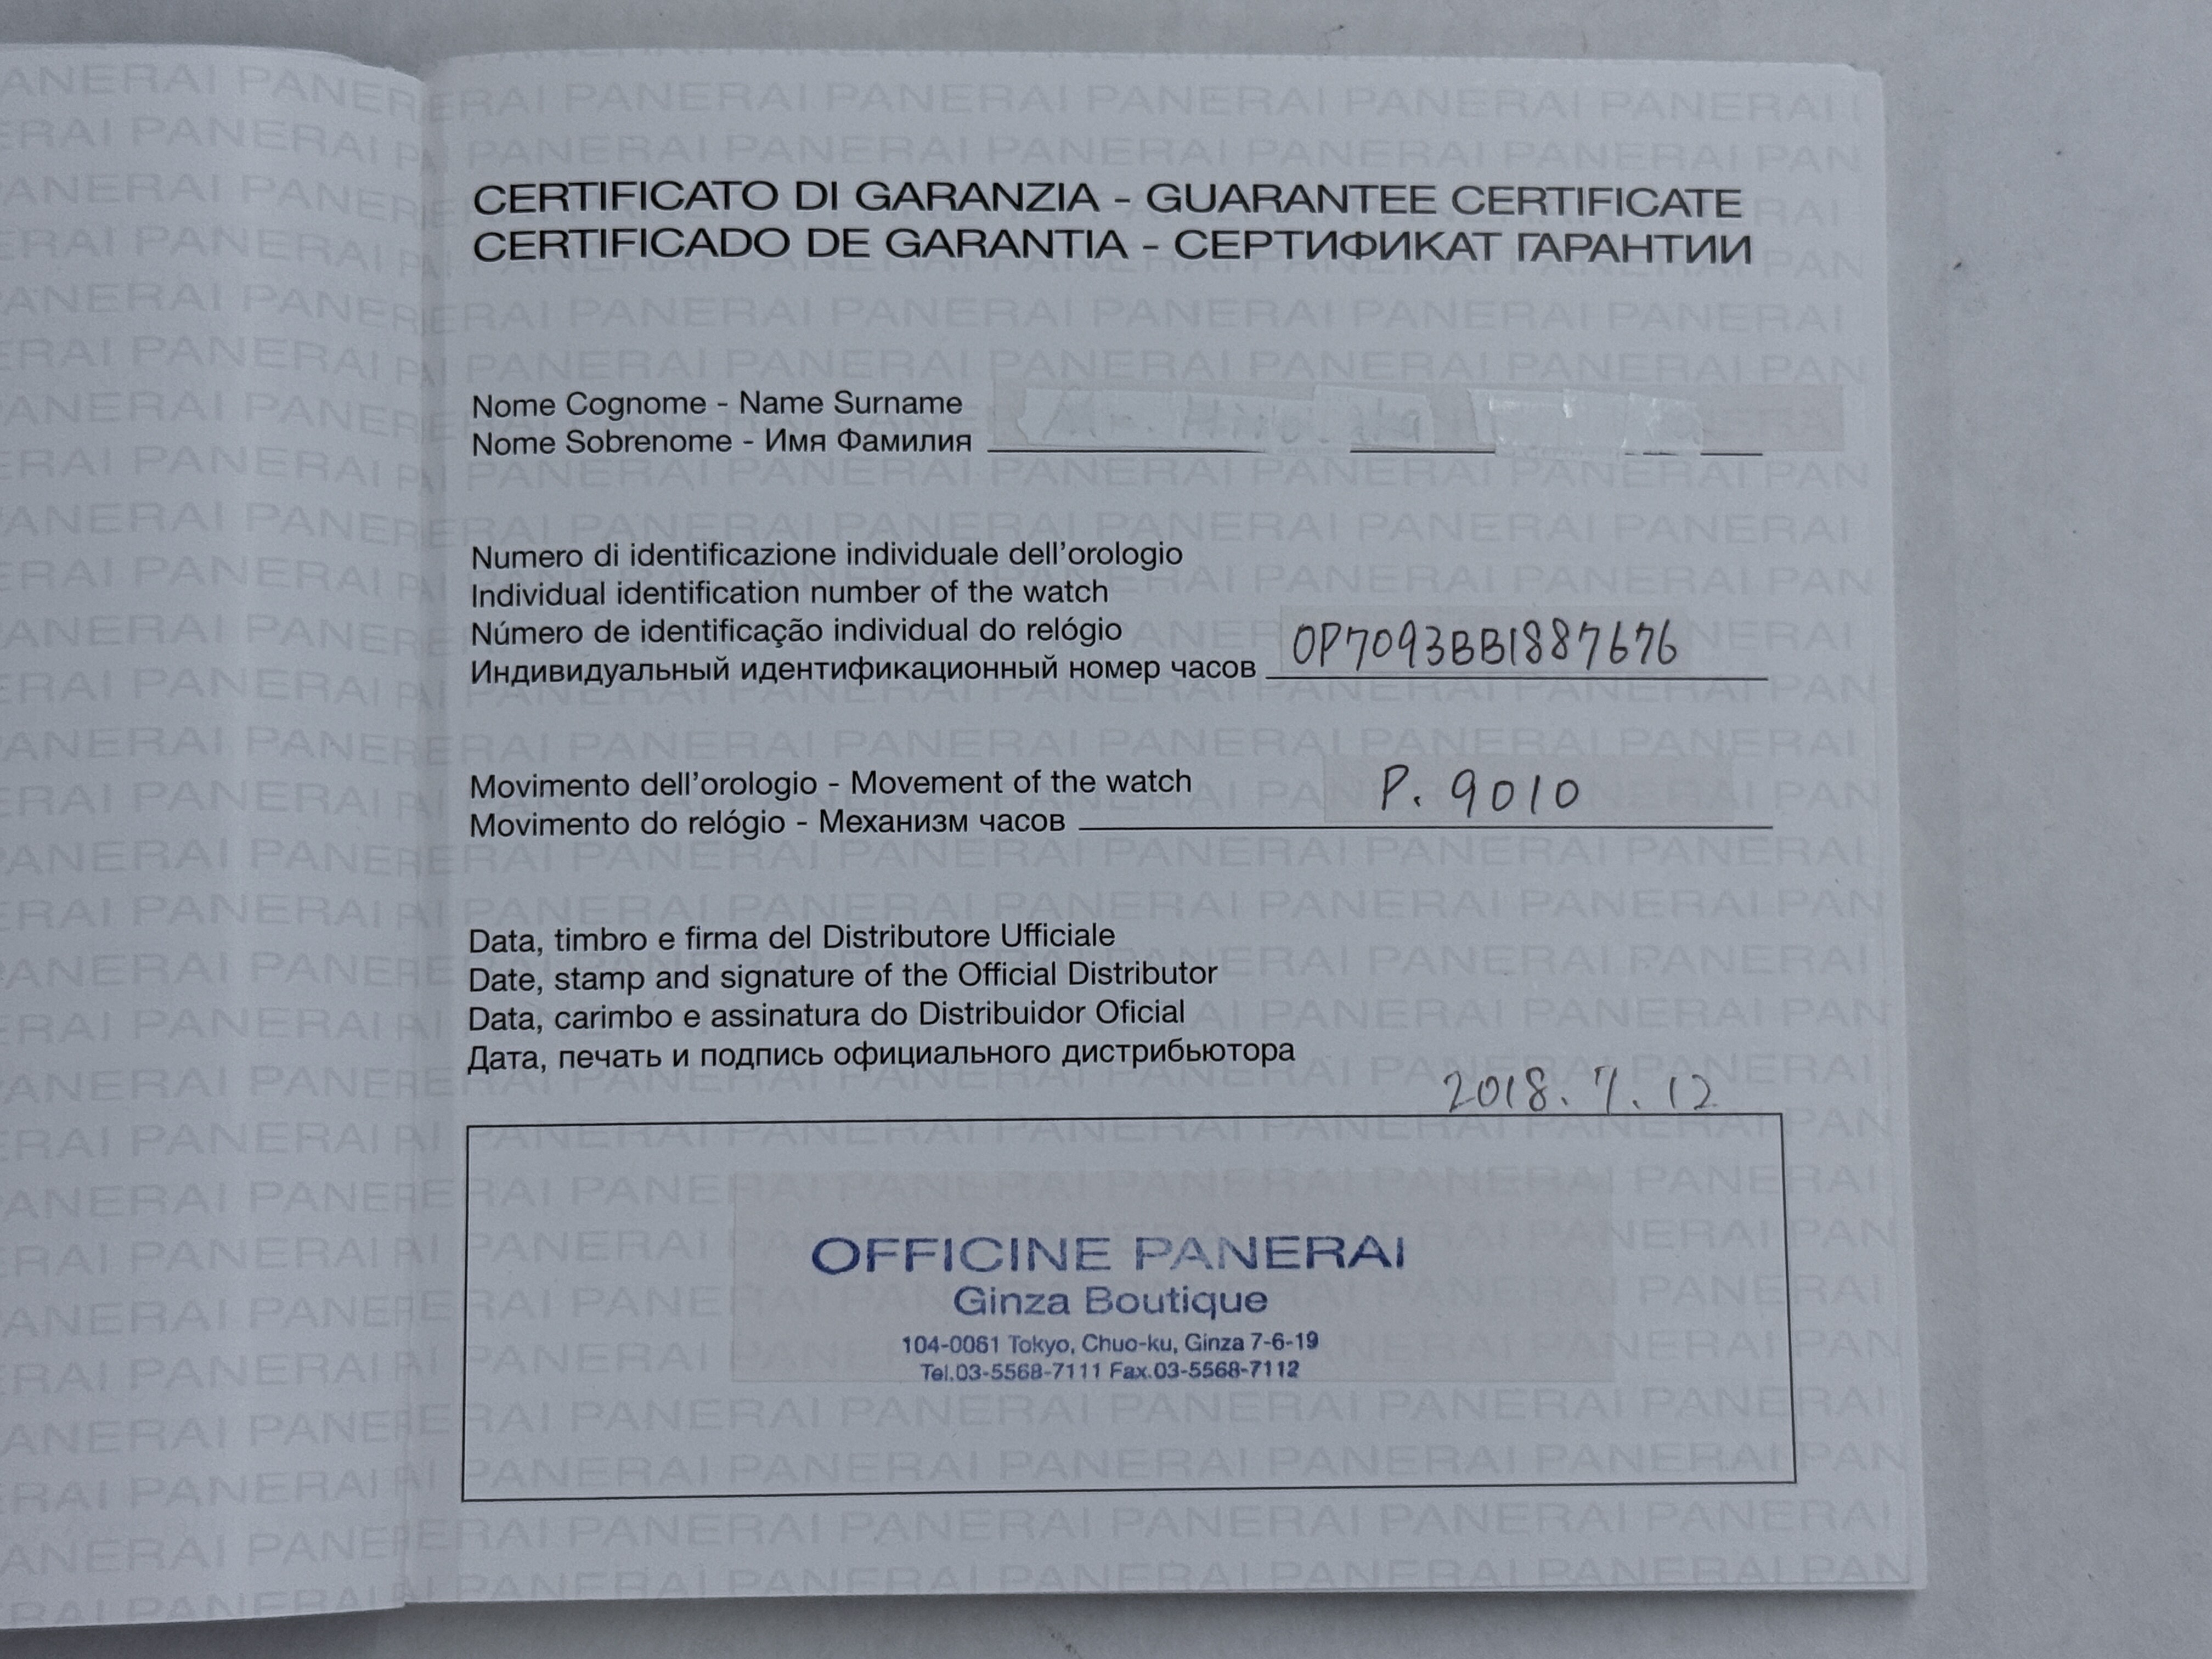 CERTIFICATO DI GARANZIA - GUARANTEE CERTIFICATE
CERTIFICADO DE GARANTIA - СЕРТИФИКАТ ГАРАНТИИ
Nome Cognome - Name Surname
Nome Sobrenome - Имя Фамилия
Mr.
Numero di identificazione individuale dell'orologio
Individual identification number of the watch
Número de identificação individual do relógio
Индивидуальный идентификационный номер часов OP7093BB1887676
Movimento dell'orologio - Movement of the watch
Movimento do relógio - Механизм часов P. 9010
Data, timbro e firma del Distributore Ufficiale
Date, stamp and signature of the Official Distributor
Data, carimbo e assinatura do Distribuidor Oficial
Дата, печать и подпись официального дистрибьютора
2018. 7. 12
OFFICINE PANERAI
Ginza Boutique
104-0061 Tokyo, Chuo-ku, Ginza 7-6-19
Tel.03-5568-7111 Fax.03-5568-7112